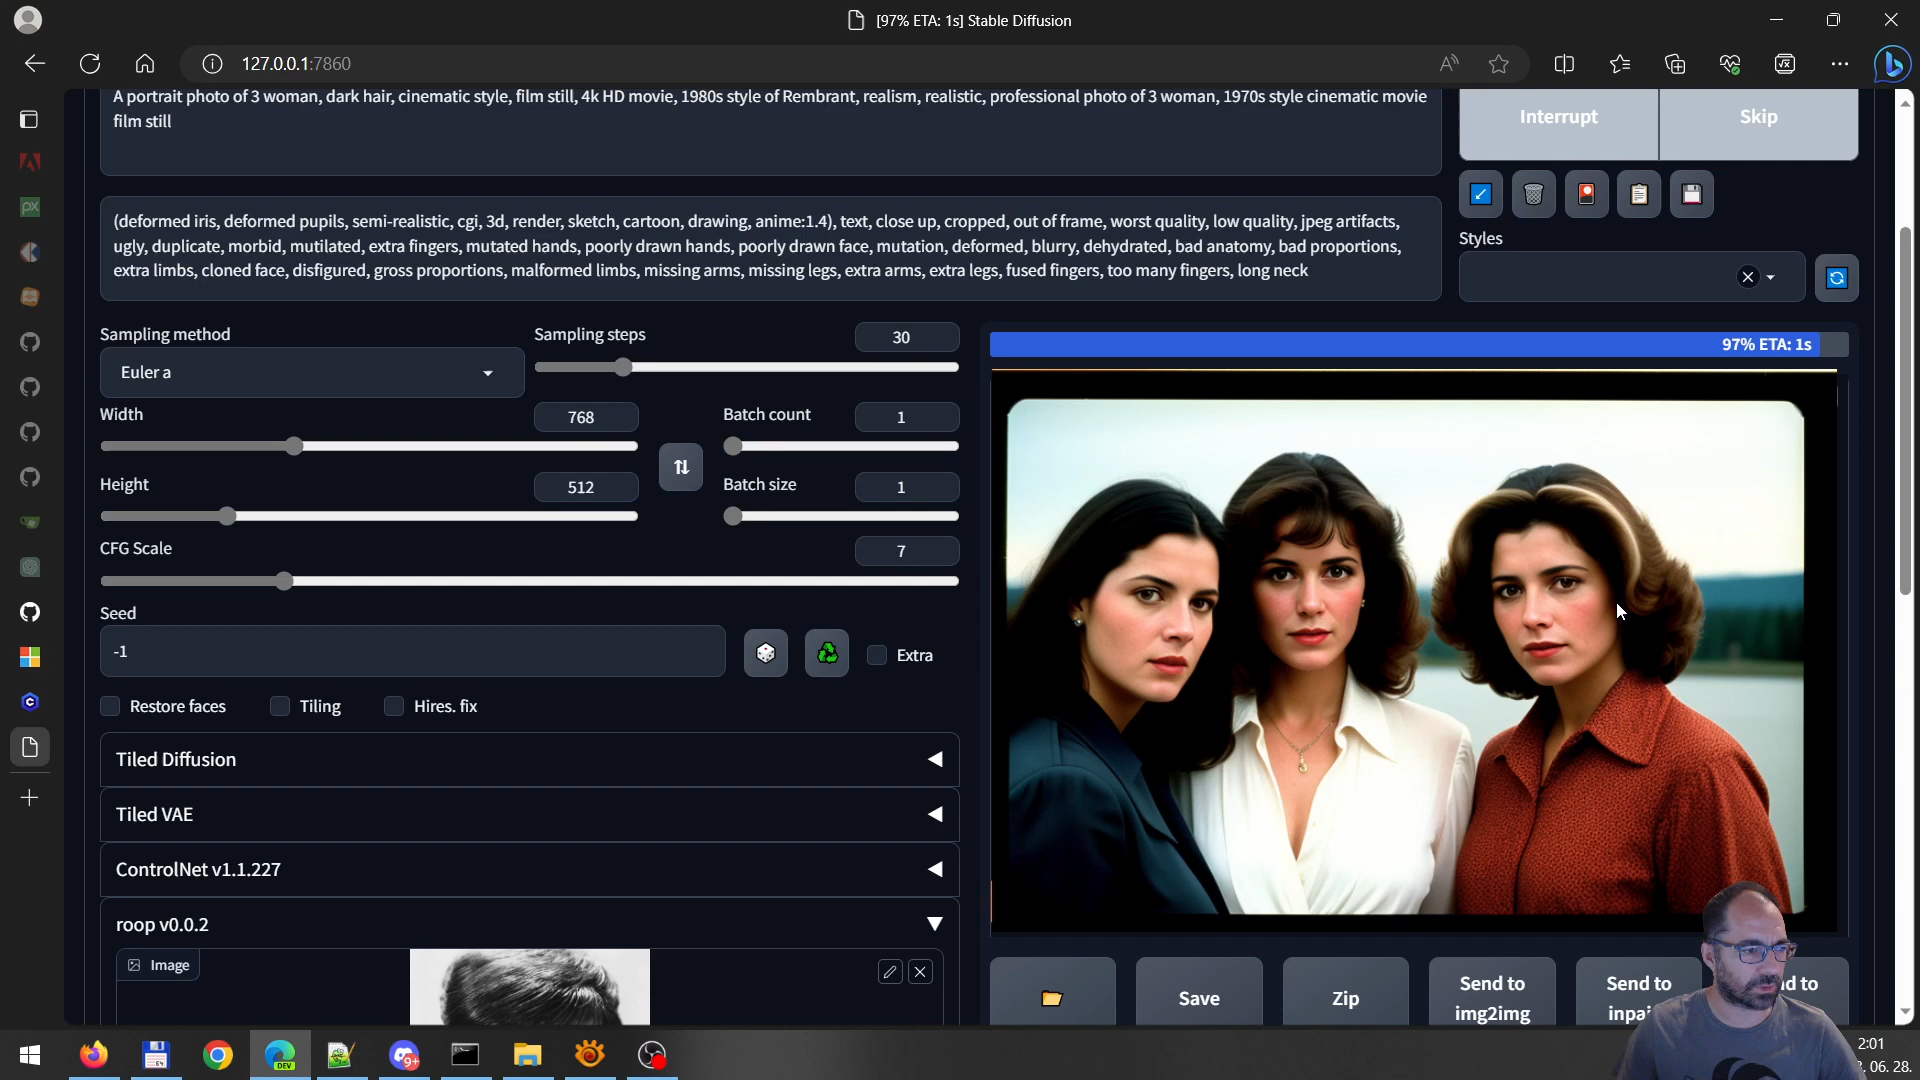 [97% ETA: 1s] Stable Diffusion
127.0.0.1:7860
A portrait photo of 3 woman, dark hair, cinematic style, film still, 4k HD movie, 1980s style of Rembrant, realism, realistic, professional photo of 3 woman, 1970s style cinematic movie
film still
Interrupt
Skip
(deformed iris, deformed pupils, semi-realistic, cgi, 3d, render, sketch, cartoon, drawing, anime:1.4), text, close up, cropped, out of frame, worst quality, low quality, jpeg artifacts,
ugly, duplicate, morbid, mutilated, extra fingers, mutated hands, poorly drawn hands, poorly drawn face, mutation, deformed, blurry, dehydrated, bad anatomy, bad proportions,
extra limbs, cloned face, disfigured, gross proportions, malformed limbs, missing arms, missing legs, extra arms, extra legs, fused fingers, too many fingers, long neck
Styles
Sampling method
Euler a
Sampling steps
30
97% ETA: 1s
Width
768
Batch count
1
Height
512
Batch size
1
CFG Scale
7
Seed
-1
Extra
Restore faces
Tiling
Hires. fix
Tiled Diffusion
Tiled VAE
ControlNet v1.1.227
roop v0.0.2
Image
Save
Zip
Send to
img2img
Send to
inpai
d to
px
64
DEV
9+
2:01
. 06. 28.